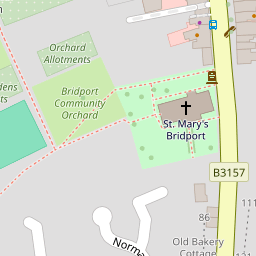 Orchard
Allotments
Bridport
Community
Orchard
St. Mary's
Bridport
B3157
86
Old Bakery
Cottage